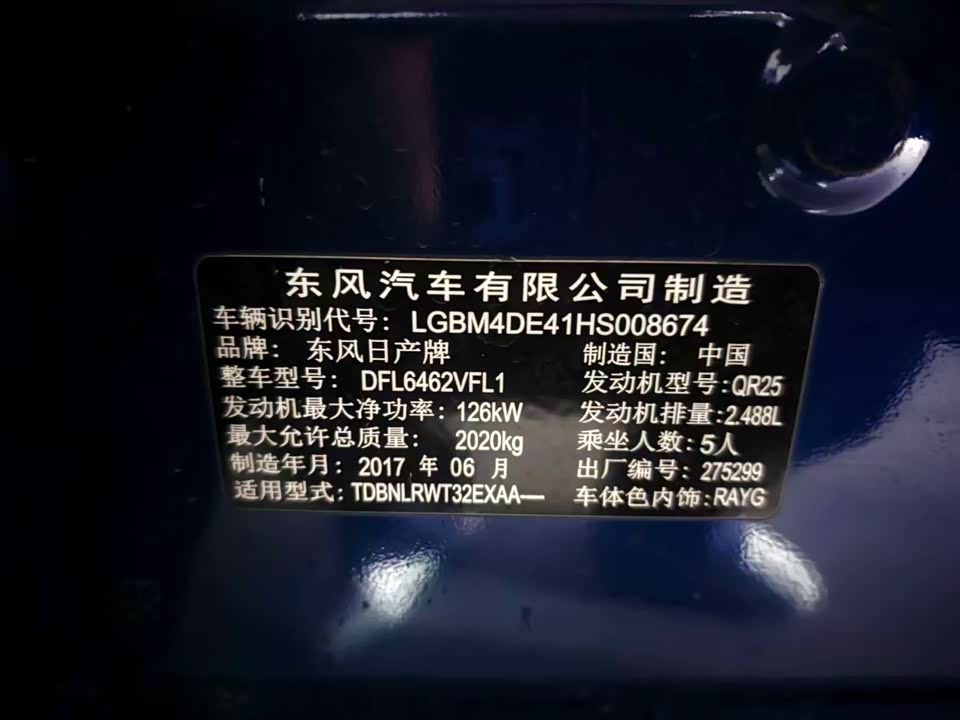 东风汽车有限公司制造
车辆识别代号: LGBM4DE41HS008674
品牌: 东风日产牌 制造国: 中国
整车型号: DFL6462VFL1 发动机型号:QR25
发动机最大净功率: 126kW 发动机排量:2.488L
最大允许总质量: 2020kg 乘坐人数: 5人
制造年月: 2017 年 06 月 出厂编号: 275299
适用型式: TDBNLRWT32EXAA— 车体色内饰:RAYG